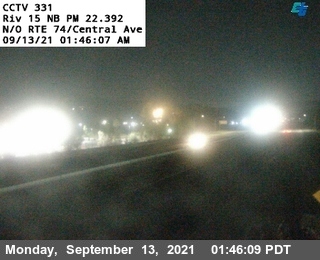 CCTV 331
Riv 15 NB PM 22.392
N/O RTE 74/Central Ave
09/13/21 01:46:07 AM
Monday, September 13, 2021 01:46:09 PDT